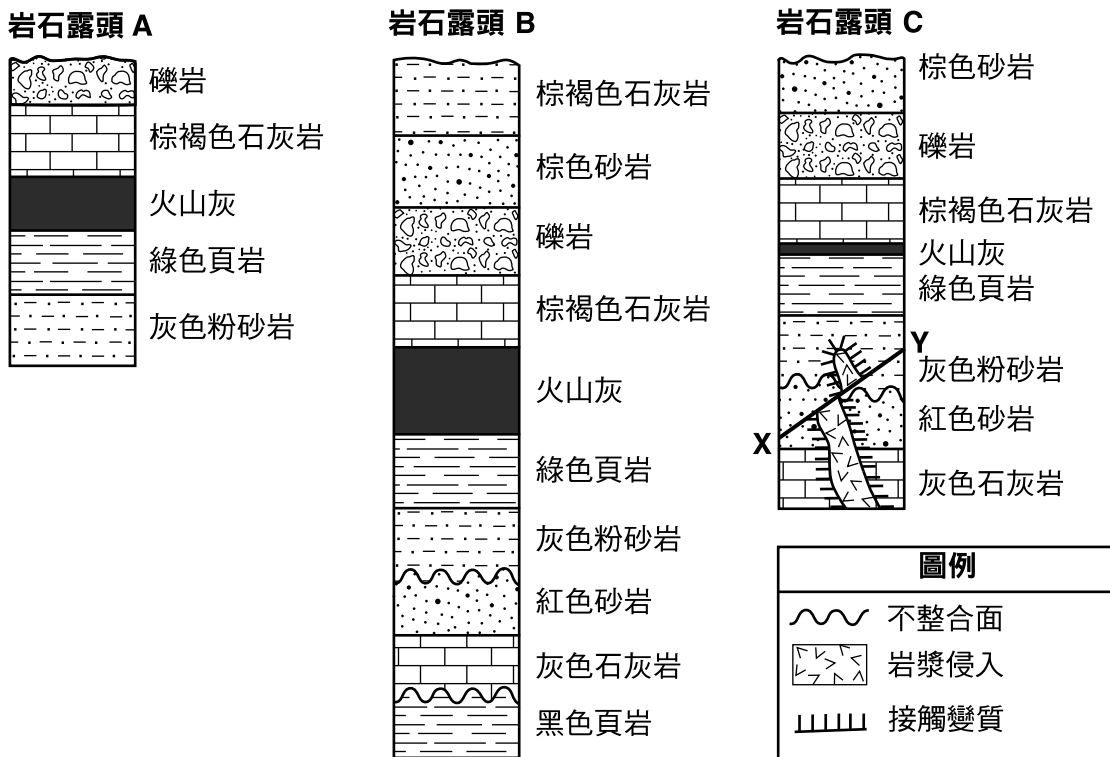 岩石露頭 A
礫岩
棕褐色石灰岩
火山灰
綠色頁岩
灰色粉砂岩
岩石露頭 B
棕褐色石灰岩
棕色砂岩
礫岩
棕褐色石灰岩
火山灰
綠色頁岩
灰色粉砂岩
紅色砂岩
灰色石灰岩
黑色頁岩
岩石露頭 C
棕色砂岩
礫岩
棕褐色石灰岩
火山灰
綠色頁岩
Y
灰色粉砂岩
紅色砂岩
X
灰色石灰岩
圖例
不整合面
岩漿侵入
接觸變質